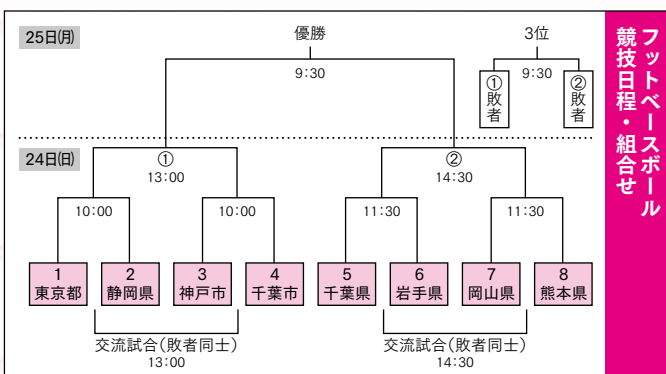 フットベースボール
競技日程・組合せ
25日㈪
優勝
9:30
3位
9:30
①敗者
②敗者
24日㈰
①
13:00
②
14:30
10:00
10:00
11:30
11:30
1
東京都
2
静岡県
3
神戸市
4
千葉市
5
千葉県
6
岩手県
7
岡山県
8
熊本県
交流試合(敗者同士)
13:00
交流試合(敗者同士)
14:30